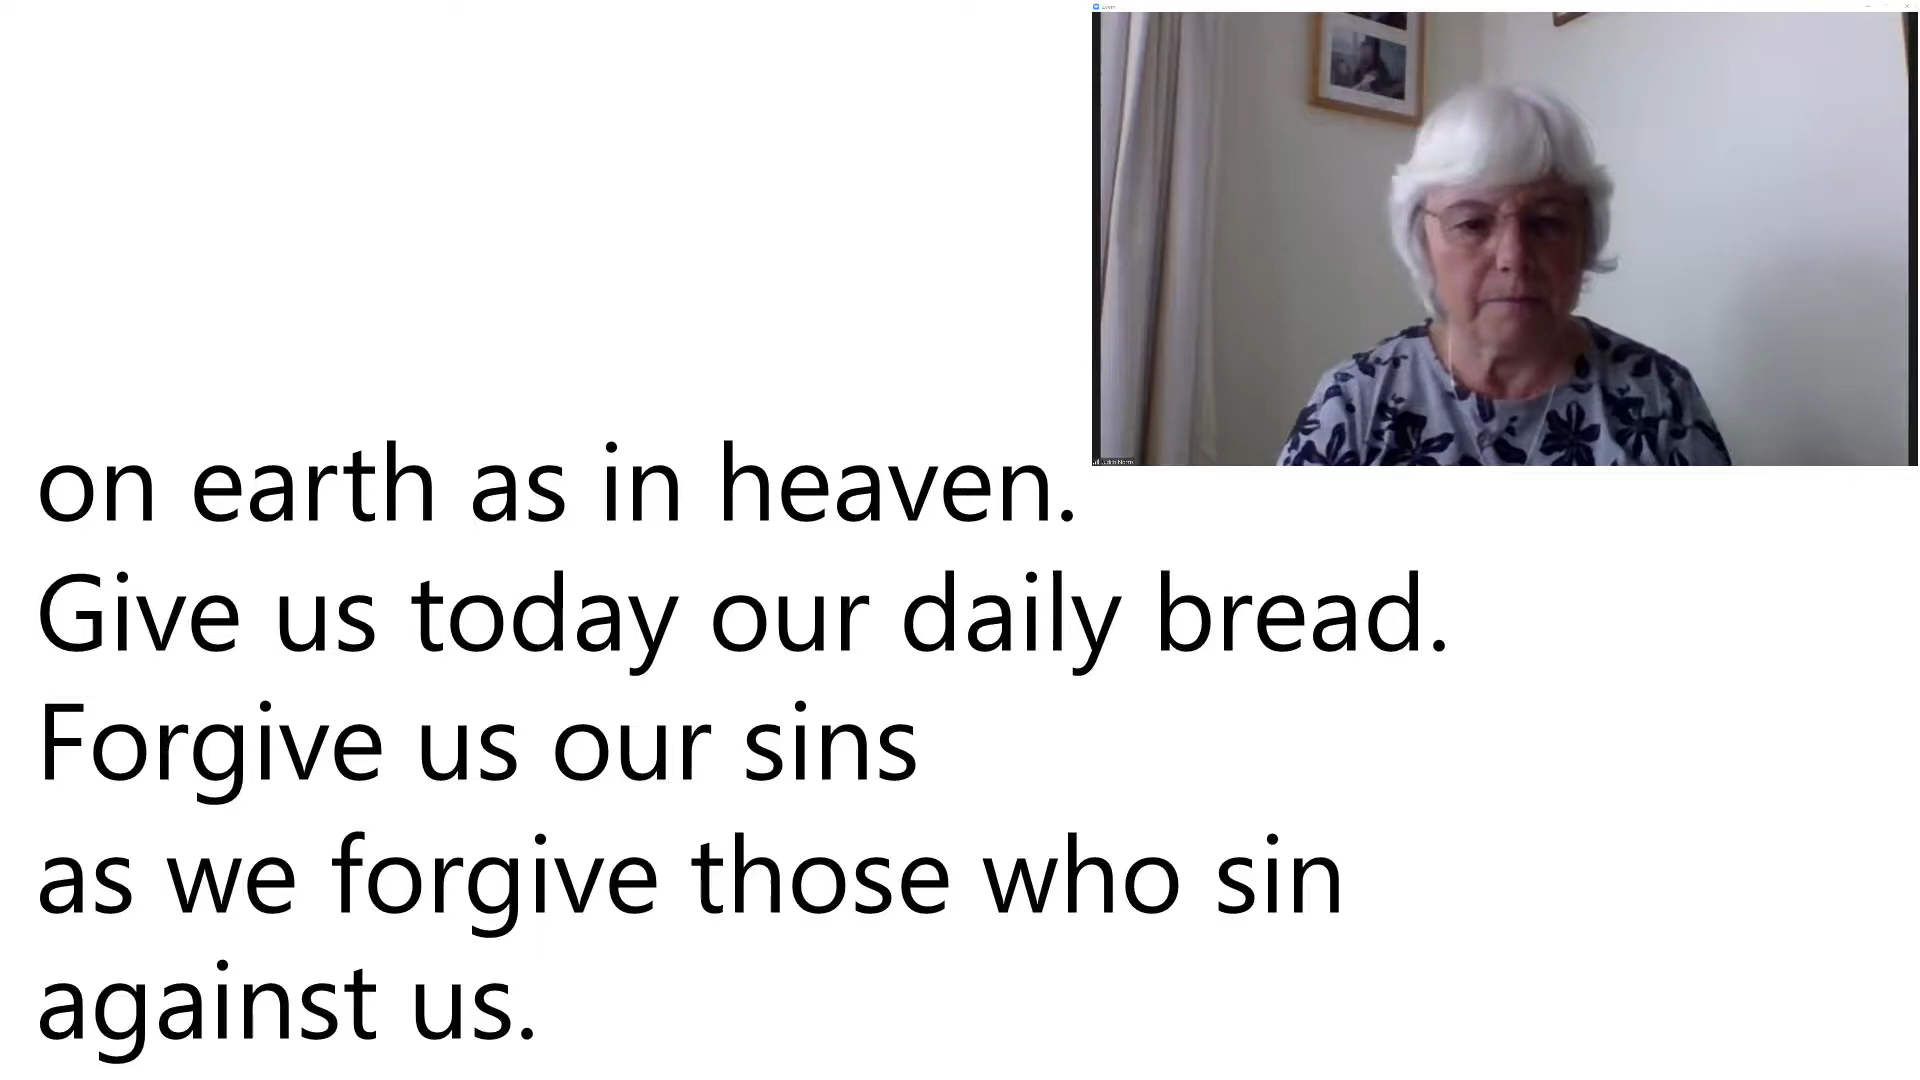 on earth as in heaven.
Give us today our daily bread.
Forgive us our sins
as we forgive those who sin
against us.